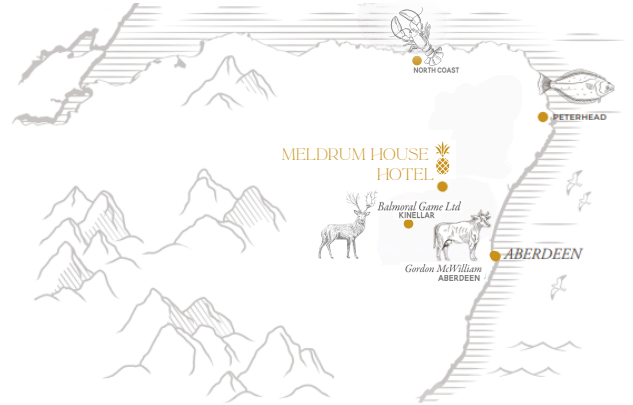 NORTH COAST
PETERHEAD
MELDRUM HOUSE
HOTEL
Balmoral Game Ltd
KINELLAR
ABERDEEN
Gordon McWilliam
ABERDEEN